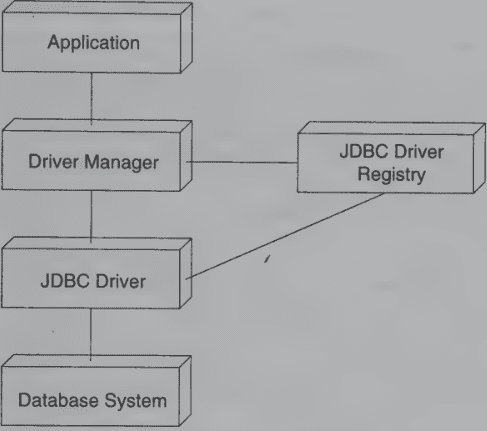 Application
Driver Manager
JDBC Driver
Registry
JDBC Driver
Database System